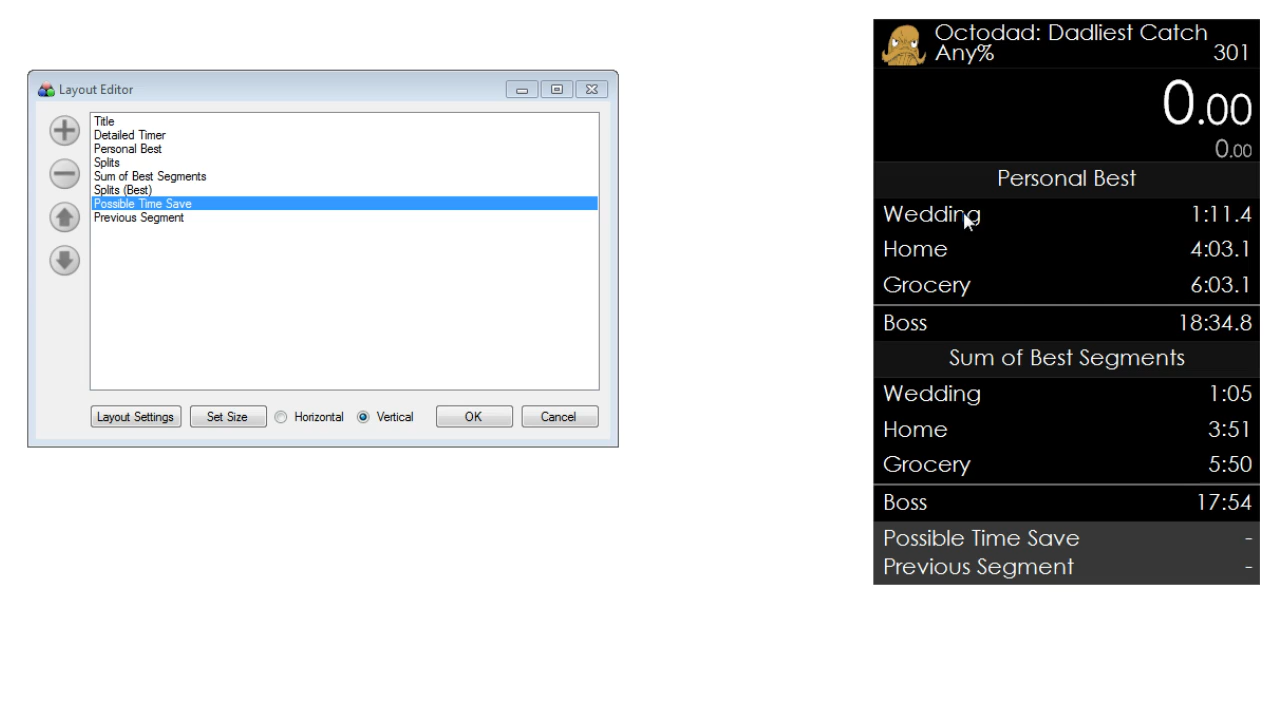 Layout Editor
Title
Detailed Timer
Personal Best
Splits
Sum of Best Segments
Splits (Best)
Possible Time Save
Previous Segment
Layout Settings Set Size Horizontal Vertical OK Cancel
Octodad: Dadliest Catch
Any% 301
0.00
0.00
Personal Best
Wedding 1:11.4
Home 4:03.1
Grocery 6:03.1
Boss 18:34.8
Sum of Best Segments
Wedding 1:05
Home 3:51
Grocery 5:50
Boss 17:54
Possible Time Save -
Previous Segment -